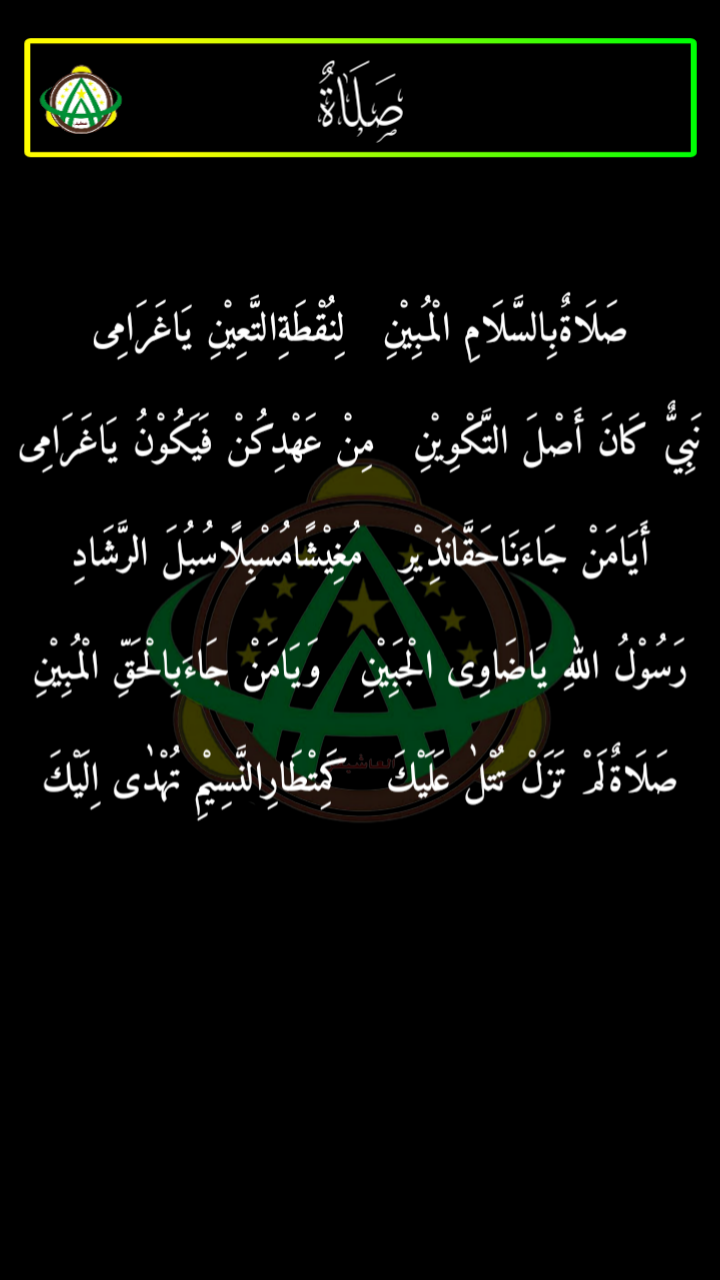 صَلَاةٌ
صَلَاةٌبِالسَّلَامِ الْمُبِيْنِ لِنُقْطَةِالتَّعِيْنِ يَاغَرَامِى
نَبِيٌّ كَانَ أَصْلَ التَّكْوِيْنِ مِنْ عَهْدِكُنْ فَيَكُوْنُ يَاغَرَامِى
أَيَامَنْ جَاءَنَاحَقَّانَذِيْرِ مُغِيْشًامُسْبِلًاسُبُلَ الرَّشَادِ
رَسُوْلُ اللهِ يَاضَاوِى الْجَبِيْنِ وَيَامَنْ جَاءَبِالْحَقِّ الْمُبِيْنِ
صَلَاةٌلَمْ تَزَلْ تُتْلٰ عَلَيْكَ كَمِتْطَارِالنَّسِيْمِ تُهْدٰى اِلَيْكَ